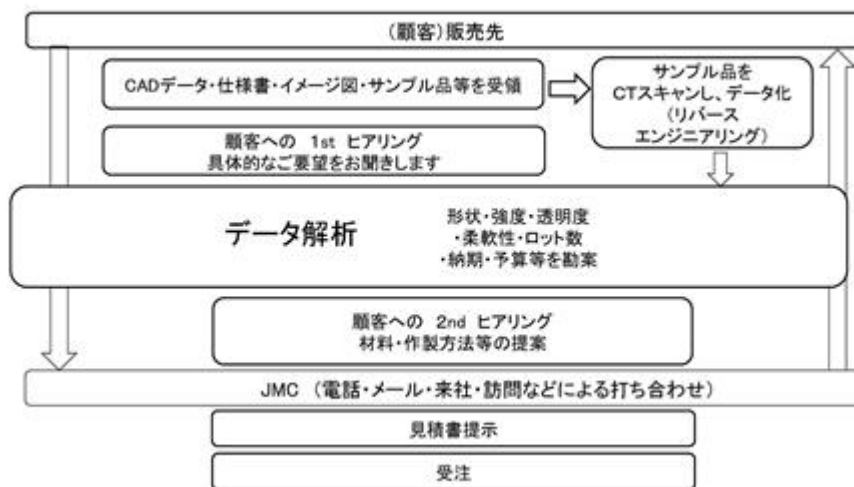 （顧客）販売先
CADデータ・仕様書・イメージ図・サンプル品等を受領
サンプル品を
CTスキャンし、データ化
（リバース
エンジニアリング）
顧客への 1st ヒアリング
具体的なご要望をお聞きします
データ解析
形状・強度・透明度
・柔軟性・ロット数
・納期・予算等を勘案
顧客への 2nd ヒアリング
材料・作製方法等の提案
JMC （電話・メール・来社・訪問などによる打ち合わせ）
見積書提示
受注